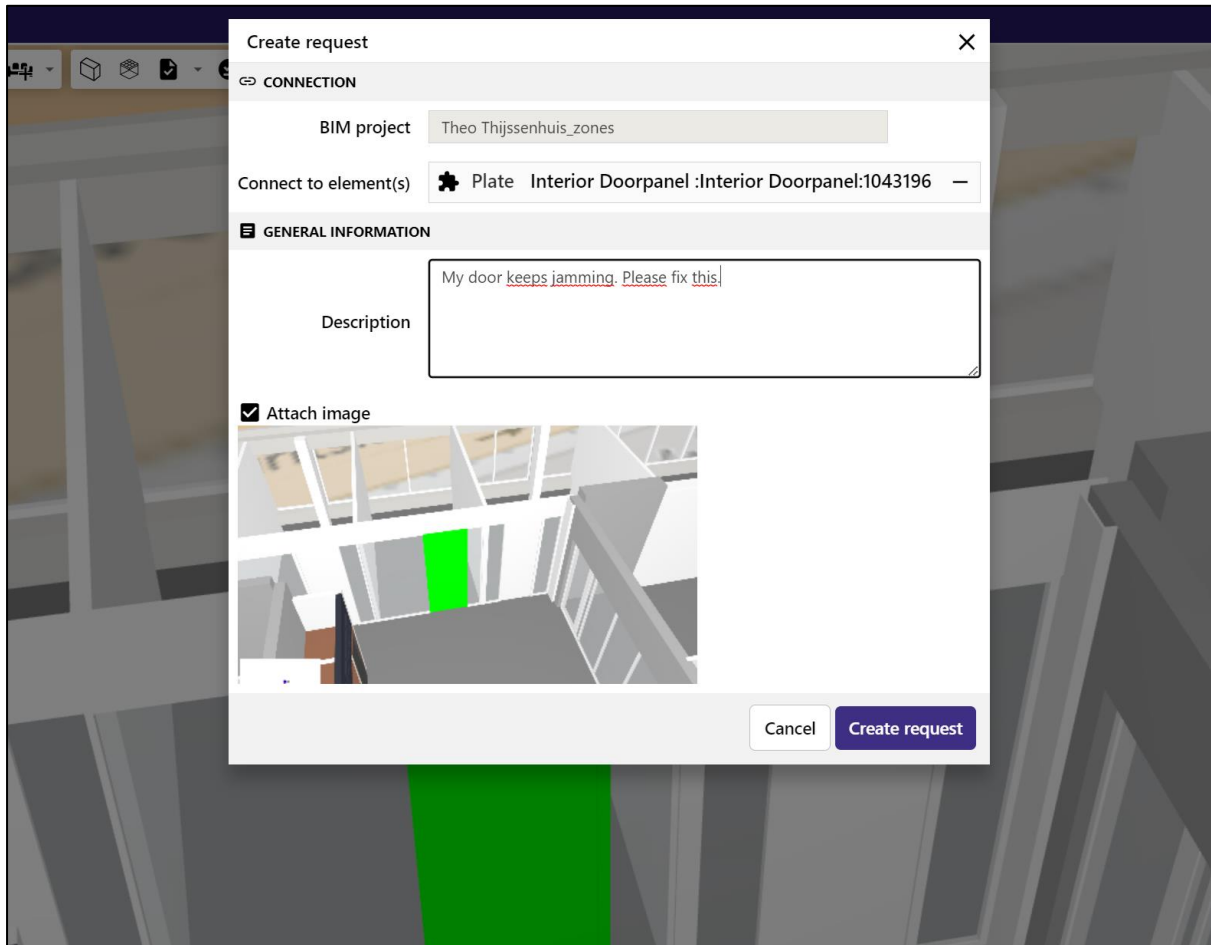 Create request
CONNECTION
BIM project
Theo Thijssenhuis_zones
Connect to element(s)
Plate Interior Doorpanel :Interior Doorpanel:1043196
GENERAL INFORMATION
Description
My door keeps jamming. Please fix this.
Attach image
Cancel
Create request